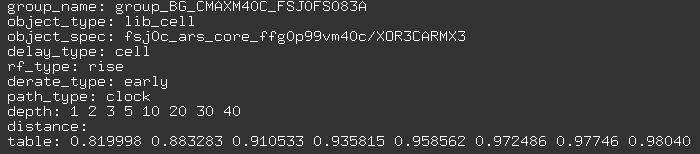 group_name: group_BG_CMAXM40C_FSJ0FS083A
object_type: lib_cell
object_spec: fsj0c_ars_core_ffg0p99vm40c/XOR3CARMX3
delay_type: cell
rf_type: rise
derate_type: early
path_type: clock
depth: 1 2 3 5 10 20 30 40
distance:
table: 0.819998 0.883283 0.910533 0.935815 0.958562 0.972486 0.97746 0.98040